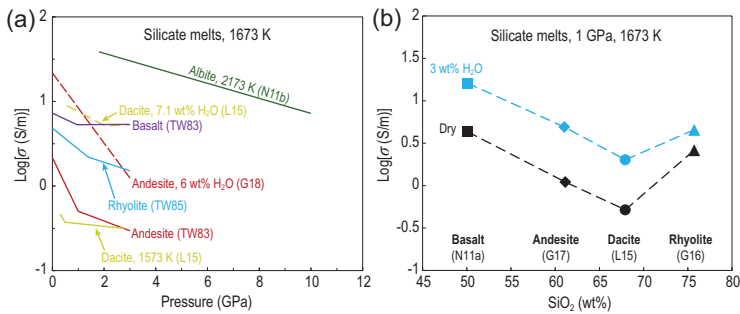 (a)
Silicate melts, 1673 K
Albite, 2173 K (N11b)
Dacite, 7.1 wt% H₂O (L15)
Basalt (TW83)
Andesite, 6 wt% H₂O (G18)
Rhyolite (TW85)
Andesite (TW83)
Dacite, 1573 K (L15)
Log[σ (S/m)]
2
1
0
-1
0 2 4 6 8 10 12
Pressure (GPa)
(b)
Silicate melts, 1 GPa, 1673 K
3 wt% H₂O
Dry
Basalt Andesite Dacite Rhyolite
(N11a) (G17) (L15) (G16)
Log[σ (S/m)]
2
1.5
1
0.5
0
-0.5
-1
45 50 55 60 65 70 75 80
SiO₂ (wt%)